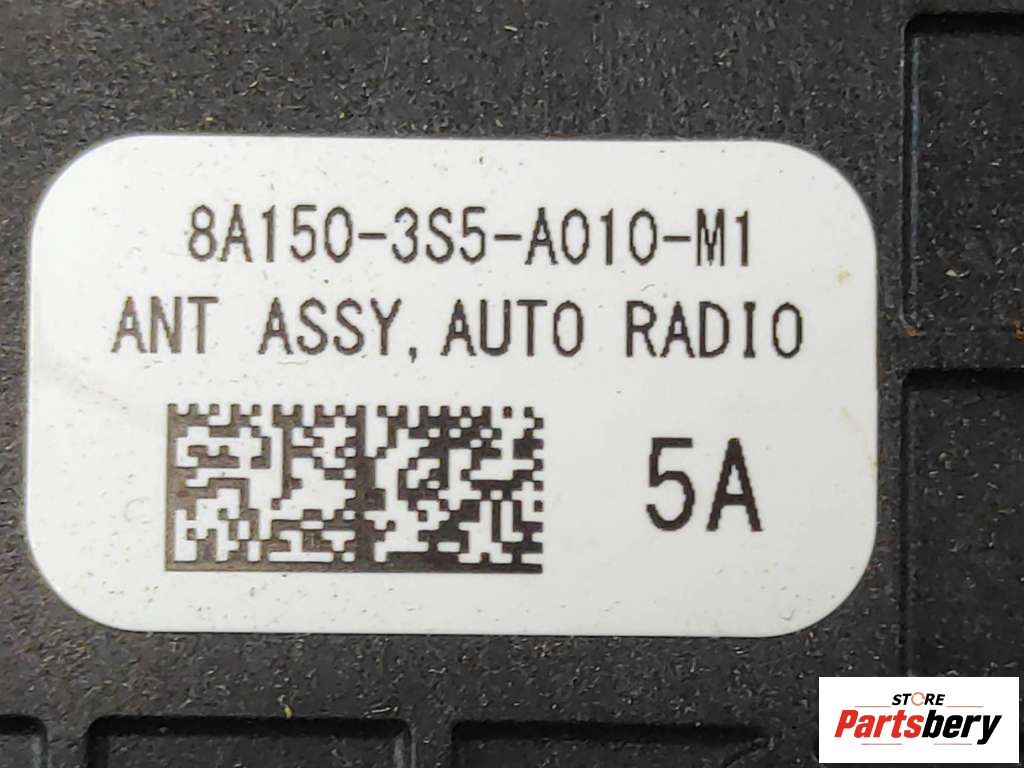 8A150-3S5-A010-M1
ANT ASSY, AUTO RADIO
5A
STORE
Partsbery